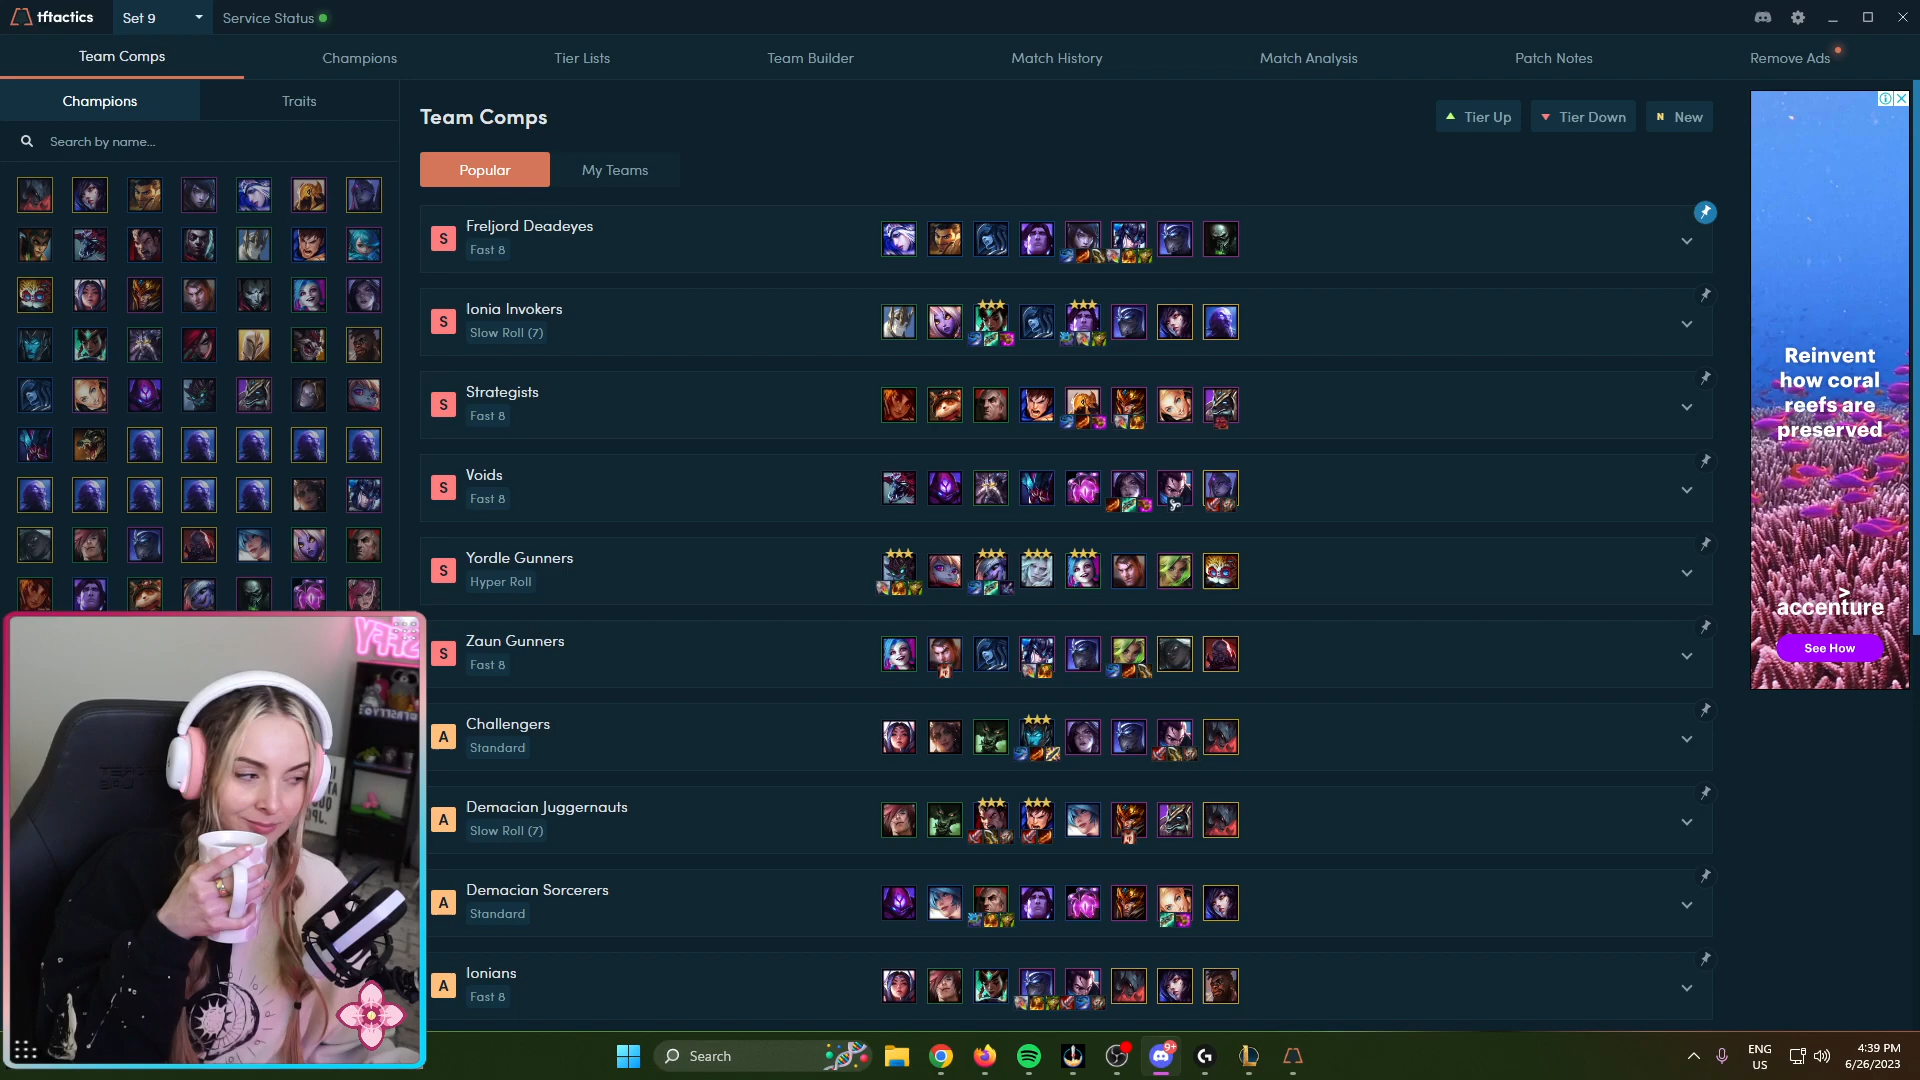 tftactics
Set 9
Service Status
Team Comps
Champions
Tier Lists
Team Builder
Match History
Match Analysis
Patch Notes
Remove Ads
Champions
Traits
Search by name...
Team Comps
Tier Up
Tier Down
N New
Popular
My Teams
S
Freljord Deadeyes
Fast 8
S
Ionia Invokers
Slow Roll (7)
S
Strategists
Fast 8
S
Voids
Fast 8
S
Yordle Gunners
Hyper Roll
S
Zaun Gunners
Fast 8
A
Challengers
Standard
A
Demacian Juggernauts
Slow Roll (7)
A
Demacian Sorcerers
Standard
A
Ionians
Fast 8
Reinvent
how coral
reefs are
preserved
>
accenture
See How
Search
9+
ENG
US
4:39 PM
6/26/2023